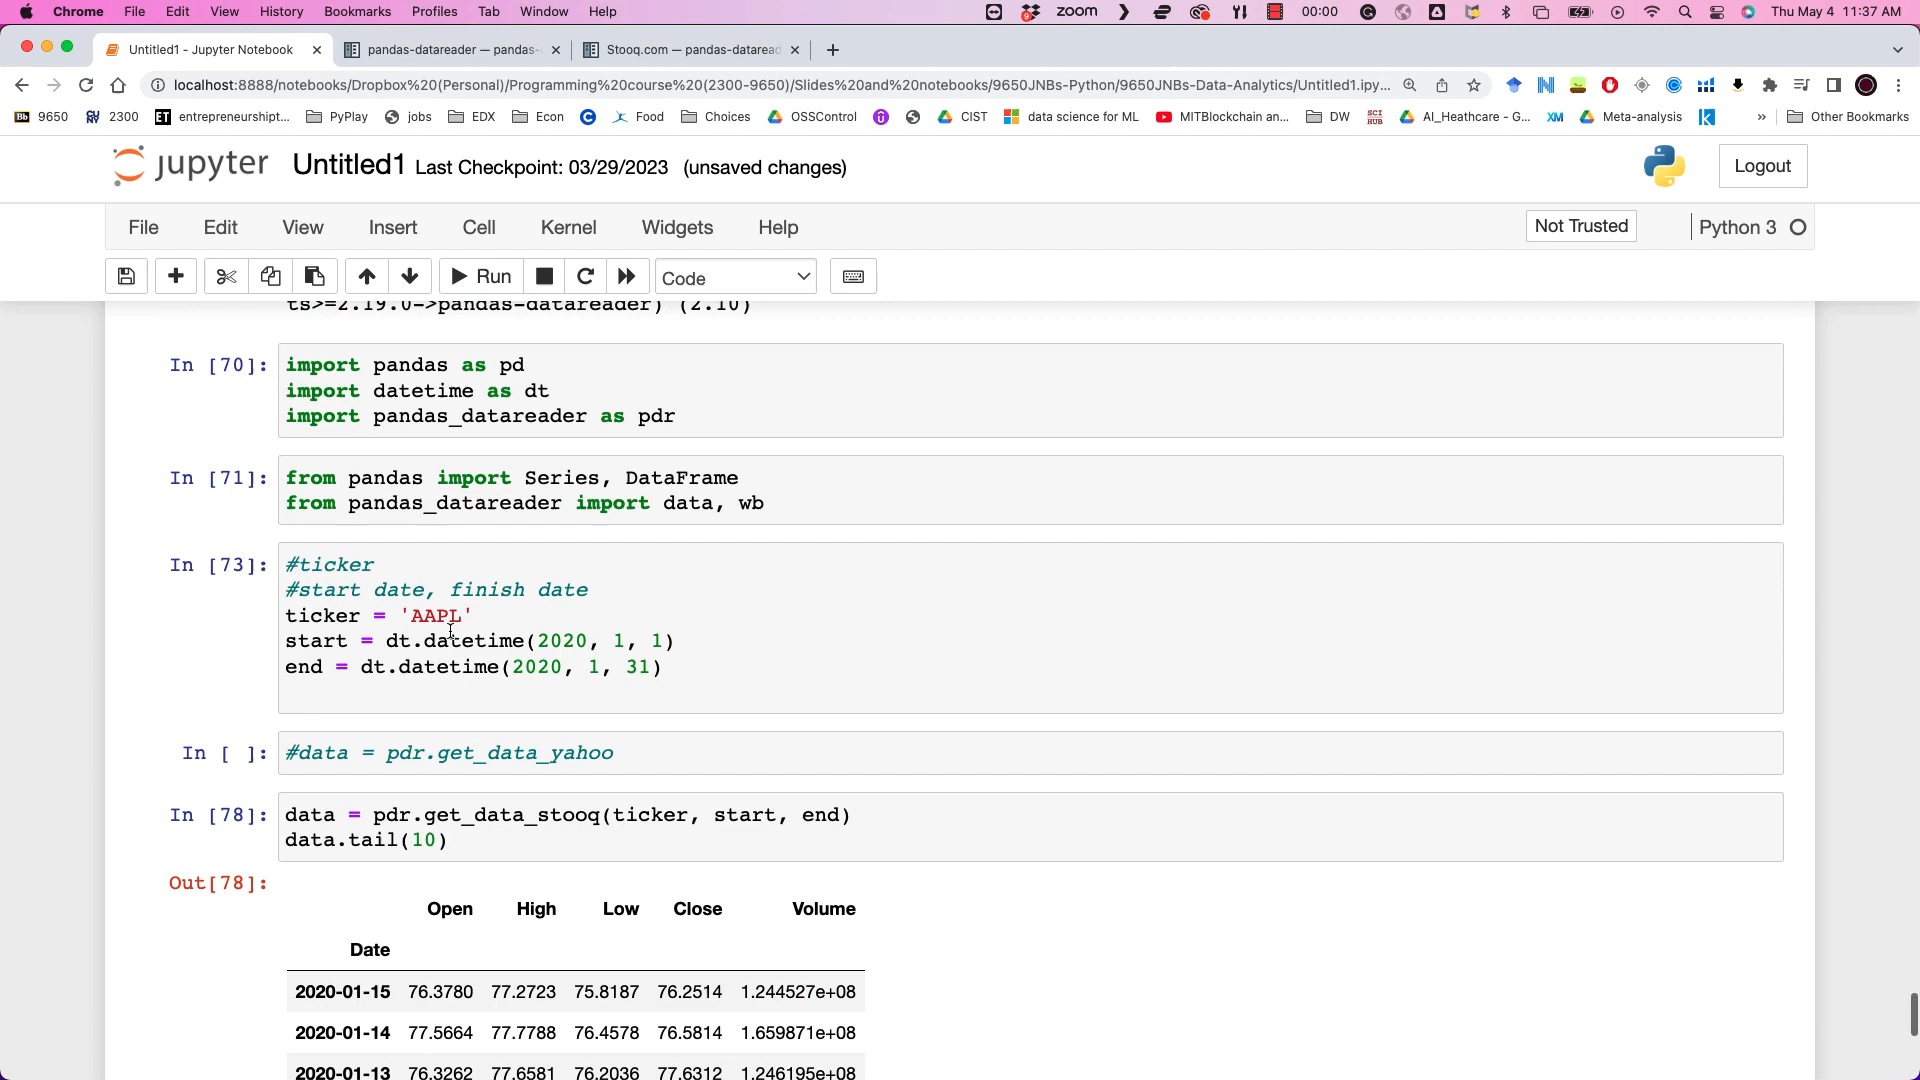 Chrome File Edit View History Bookmarks Profiles Tab Window Help zoom 00:00 Thu May 4 11:37 AM
Untitled1 - Jupyter Notebook pandas-datareader — pandas- Stooq.com — pandas-dataread
localhost:8888/notebooks/Dropbox%20(Personal)/Programming%20course%20(2300-9650)/Slides%20and%20notebooks/9650JNBs-Python/9650JNBs-Data-Analytics/Untitled1.ipy...
Bb 9650 2300 ET entrepreneurshipt... PyPlay jobs EDX Econ Food Choices OSSControl CIST data science for ML MITBlockchain an... DW SCI HUB AI_Heathcare - G... XM Meta-analysis » Other Bookmarks
jupyter Untitled1 Last Checkpoint: 03/29/2023 (unsaved changes) Logout
File Edit View Insert Cell Kernel Widgets Help Not Trusted Python 3
Run Code
ts>=2.19.0->pandas-datareader) (2.10)
In [70]: import pandas as pd
import datetime as dt
import pandas_datareader as pdr
In [71]: from pandas import Series, DataFrame
from pandas_datareader import data, wb
In [73]: #ticker
#start date, finish date
ticker = 'AAPL'
start = dt.datetime(2020, 1, 1)
end = dt.datetime(2020, 1, 31)
In [ ]: #data = pdr.get_data_yahoo
In [78]: data = pdr.get_data_stooq(ticker, start, end)
data.tail(10)
Out[78]:
Open High Low Close Volume
Date
2020-01-15 76.3780 77.2723 75.8187 76.2514 1.244527e+08
2020-01-14 77.5664 77.7788 76.4578 76.5814 1.659871e+08
2020-01-13 76.3262 77.6581 76.2036 77.6312 1.246195e+08